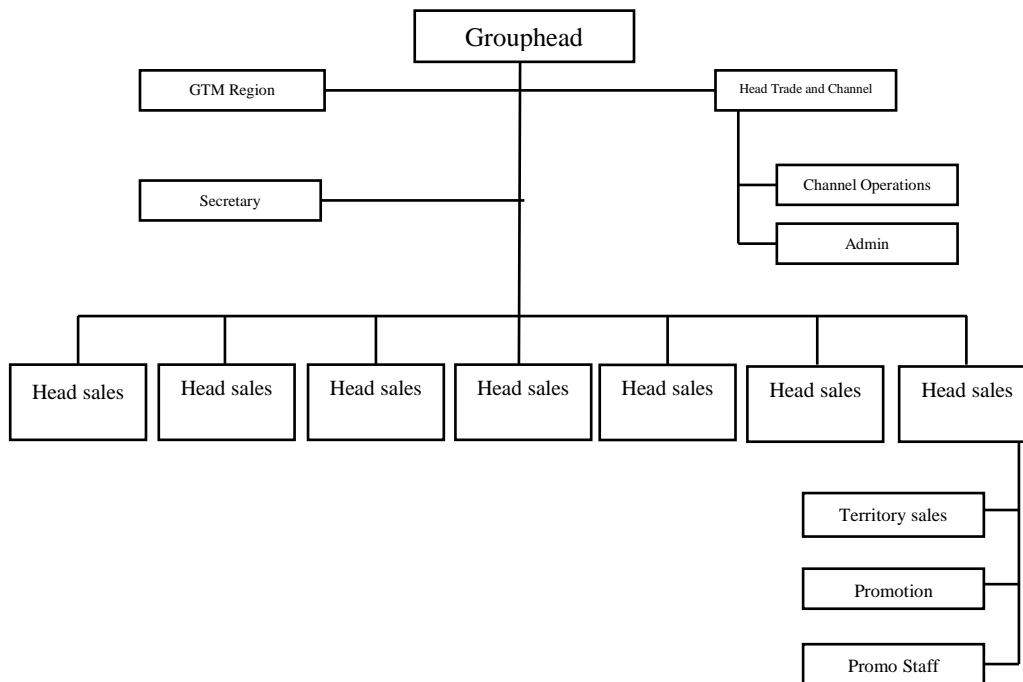 Grouphead
GTM Region
Head Trade and Channel
Channel Operations
Secretary
Admin
Head sales
Head sales
Head sales
Head sales
Head sales
Head sales
Head sales
Territory sales
Promotion
Promo Staff